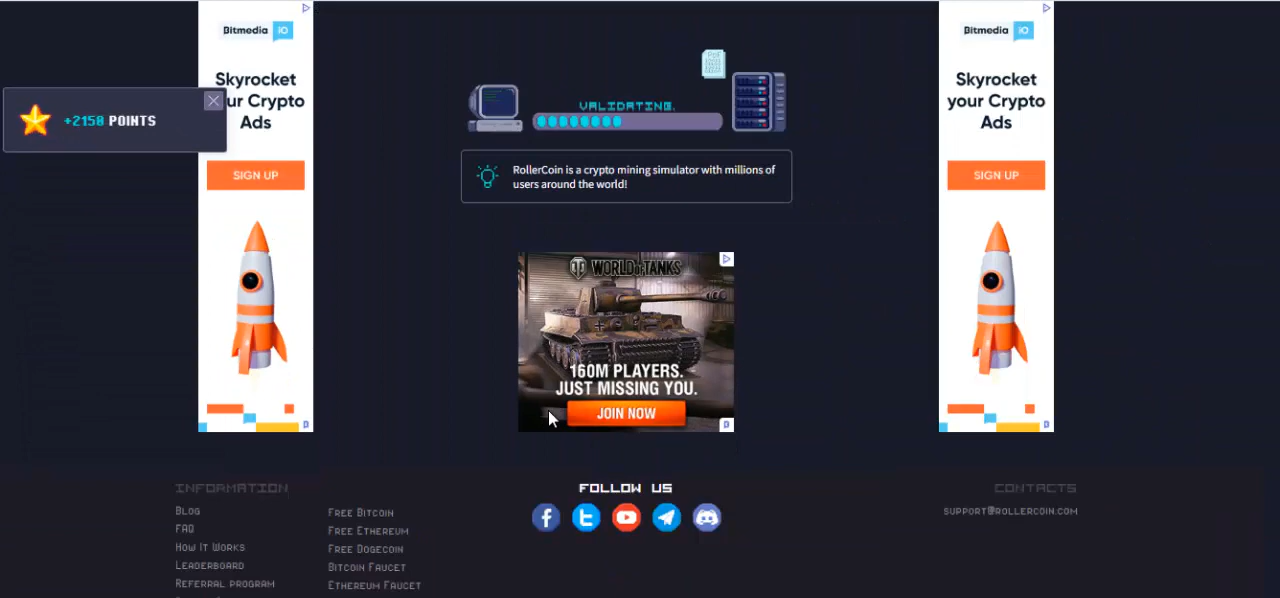 Bitmedia IO
Skyrocket
ur Crypto
Ads
SIGN UP
+2150 POINTS
VALIDATING.
RollerCoin is a crypto mining simulator with millions of
users around the world!
WORLD OF TANKS
160M PLAYERS.
JUST MISSING YOU.
JOIN NOW
Bitmedia IO
Skyrocket
your Crypto
Ads
SIGN UP
INFORMATION
BLOG
FAQ
HOW IT WORKS
LEADERBOARD
REFERRAL PROGRAM
FREE BITCOIN
FREE ETHEREUM
FREE DOGECOIN
BITCOIN FAUCET
ETHEREUM FAUCET
FOLLOW US
CONTACTS
SUPPORT@ROLLERCOIN.COM